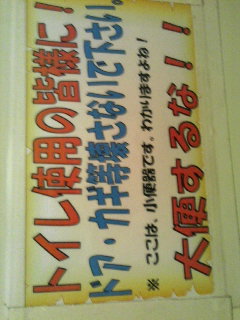 トイレ使用の皆様に！
ドア・カギ等壊さないで下さい。
※ ここは、小便器です。わかりますよね！
大便するな！！